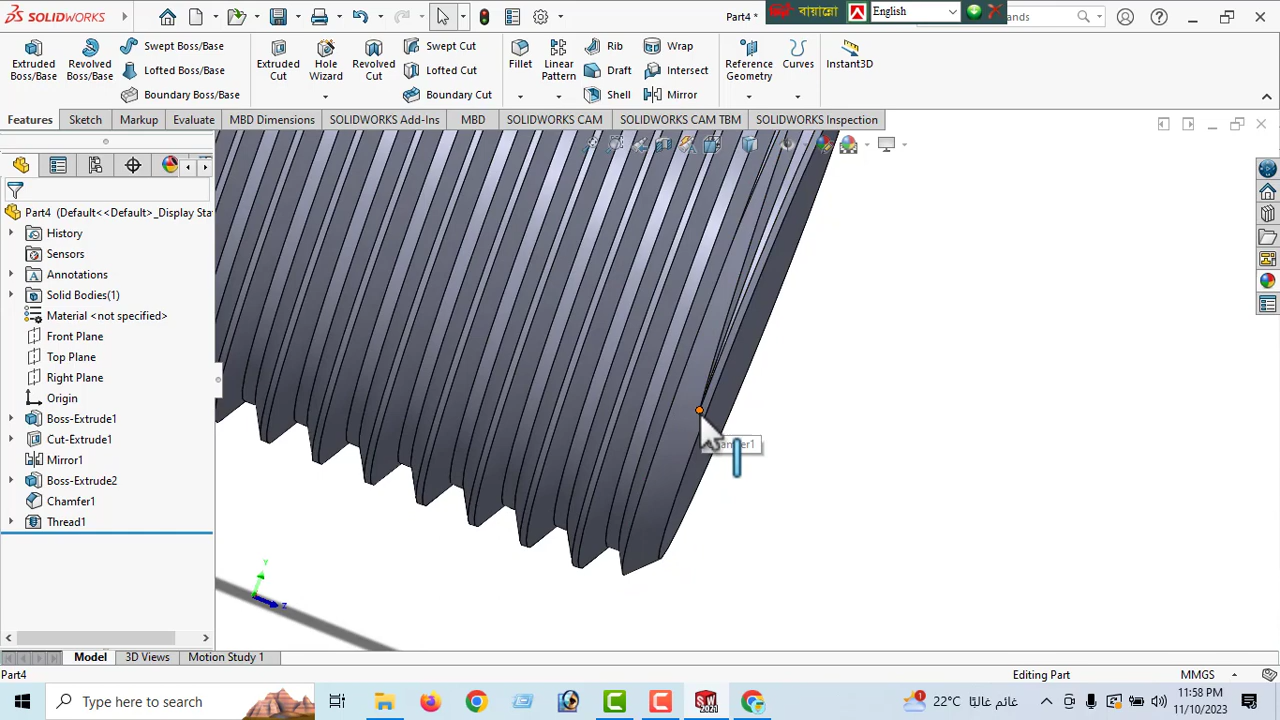 SOLIDWORKS
Part4 *
বায়ান্নো
English
ands
Extruded Boss/Base
Revolved Boss/Base
Swept Boss/Base
Lofted Boss/Base
Boundary Boss/Base
Extruded Cut
Hole Wizard
Revolved Cut
Swept Cut
Lofted Cut
Boundary Cut
Fillet
Linear Pattern
Rib
Draft
Shell
Wrap
Intersect
Mirror
Reference Geometry
Curves
Instant3D
Features
Sketch
Markup
Evaluate
MBD Dimensions
SOLIDWORKS Add-Ins
MBD
SOLIDWORKS CAM
SOLIDWORKS CAM TBM
SOLIDWORKS Inspection
Part4 (Default<<Default>_Display Sta
History
Sensors
Annotations
Solid Bodies(1)
Material <not specified>
Front Plane
Top Plane
Right Plane
Origin
Boss-Extrude1
Cut-Extrude1
Mirror1
Boss-Extrude2
Chamfer1
Thread1
Y
Z
Model
3D Views
Motion Study 1
Part4
Editing Part
MMGS
Type here to search
22°C
غائم غالبًا
11:58 PM
11/10/2023